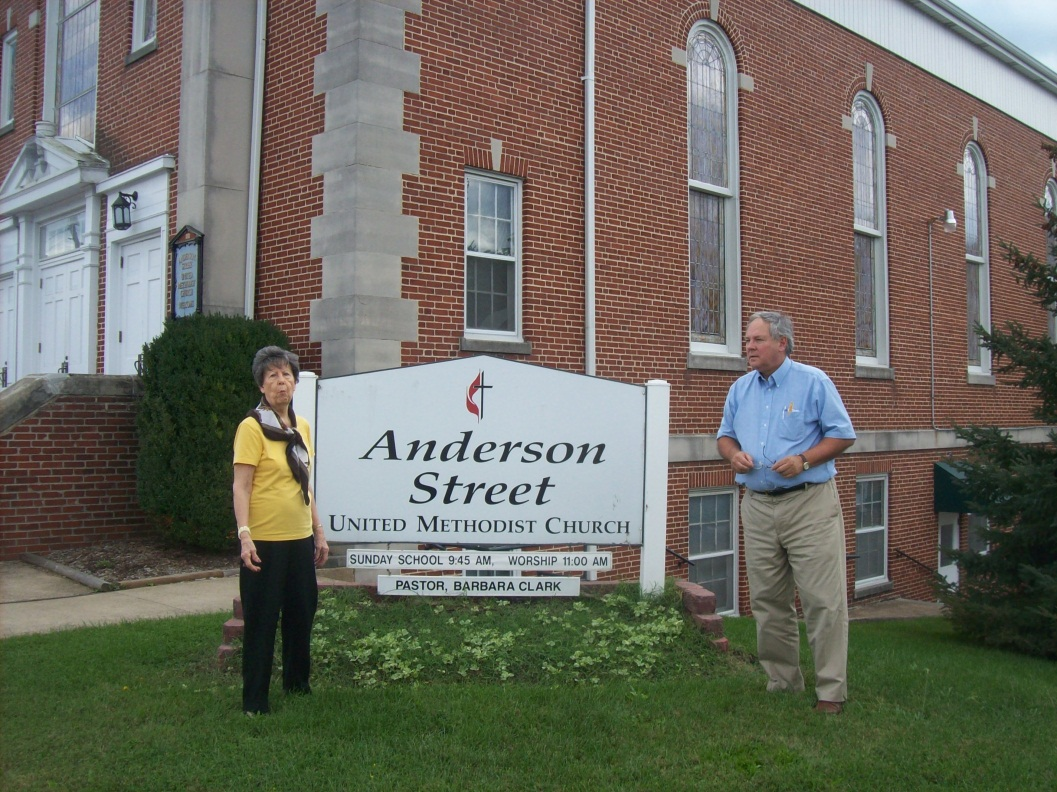 Anderson
Street
UNITED METHODIST CHURCH
SUNDAY SCHOOL 9:45 AM, WORSHIP 11:00 AM
PASTOR, BARBARA CLARK